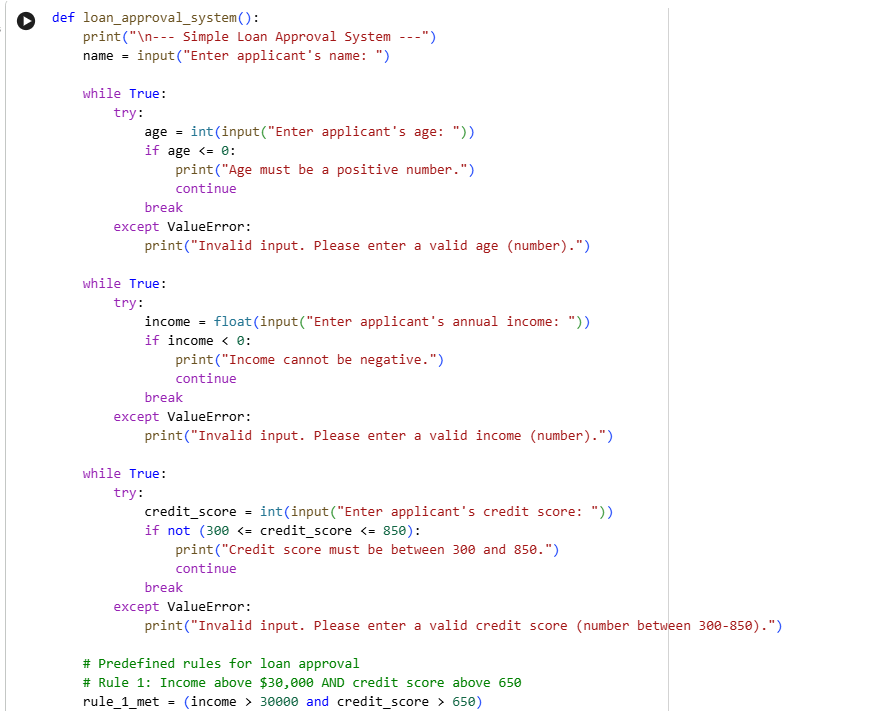 def loan_approval_system():
    print("\n--- Simple Loan Approval System ---")
    name = input("Enter applicant's name: ")

    while True:
        try:
            age = int(input("Enter applicant's age: "))
            if age <= 0:
                print("Age must be a positive number.")
                continue
            break
        except ValueError:
            print("Invalid input. Please enter a valid age (number).")

    while True:
        try:
            income = float(input("Enter applicant's annual income: "))
            if income < 0:
                print("Income cannot be negative.")
                continue
            break
        except ValueError:
            print("Invalid input. Please enter a valid income (number).")

    while True:
        try:
            credit_score = int(input("Enter applicant's credit score: "))
            if not (300 <= credit_score <= 850):
                print("Credit score must be between 300 and 850.")
                continue
            break
        except ValueError:
            print("Invalid input. Please enter a valid credit score (number between 300-850).")

    # Predefined rules for loan approval
    # Rule 1: Income above $30,000 AND credit score above 650
    rule_1_met = (income > 30000 and credit_score > 650)